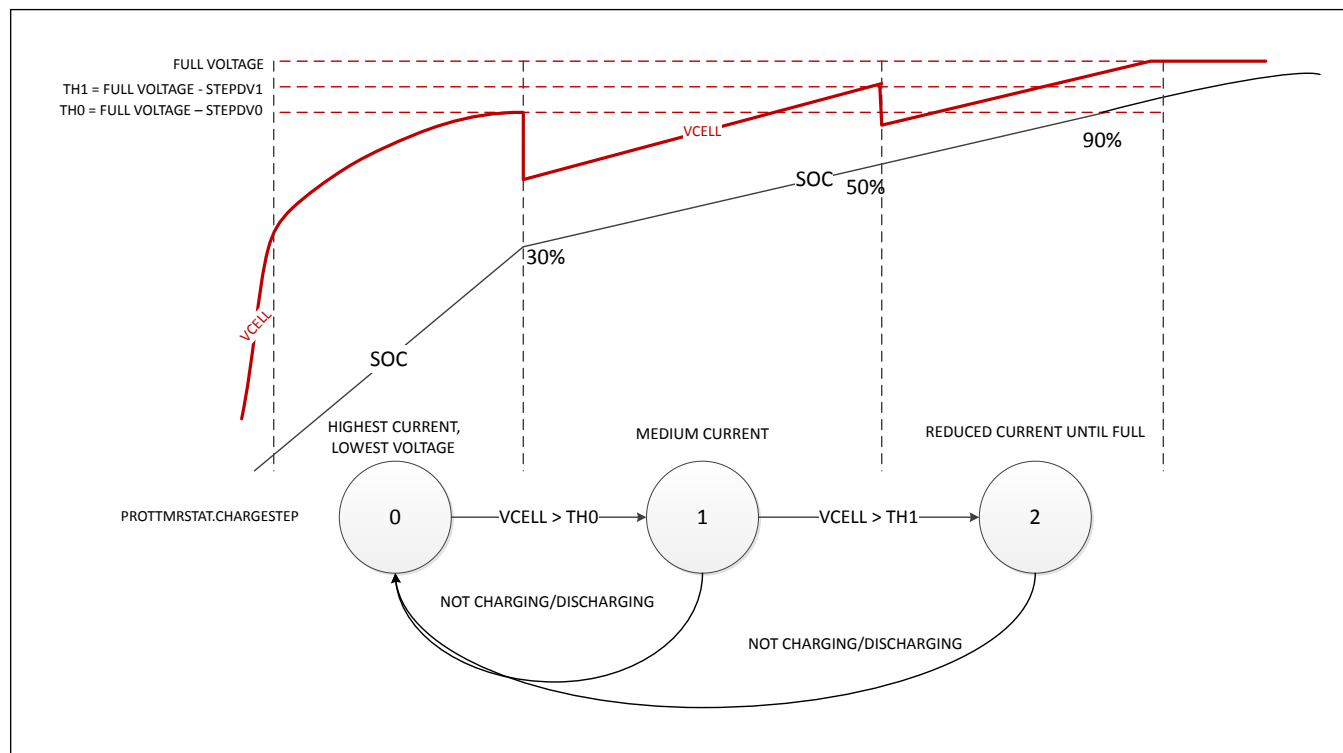 FULL VOLTAGE
TH1 = FULL VOLTAGE - STEPDV1
TH0 = FULL VOLTAGE – STEPDV0
VCELL
90%
SOC
50%
30%
VCELL
SOC
HIGHEST CURRENT,
LOWEST VOLTAGE
MEDIUM CURRENT
REDUCED CURRENT UNTIL FULL
PROTTMRSTAT.CHARGESTEP
0
VCELL > TH0
1
VCELL > TH1
2
NOT CHARGING/DISCHARGING
NOT CHARGING/DISCHARGING